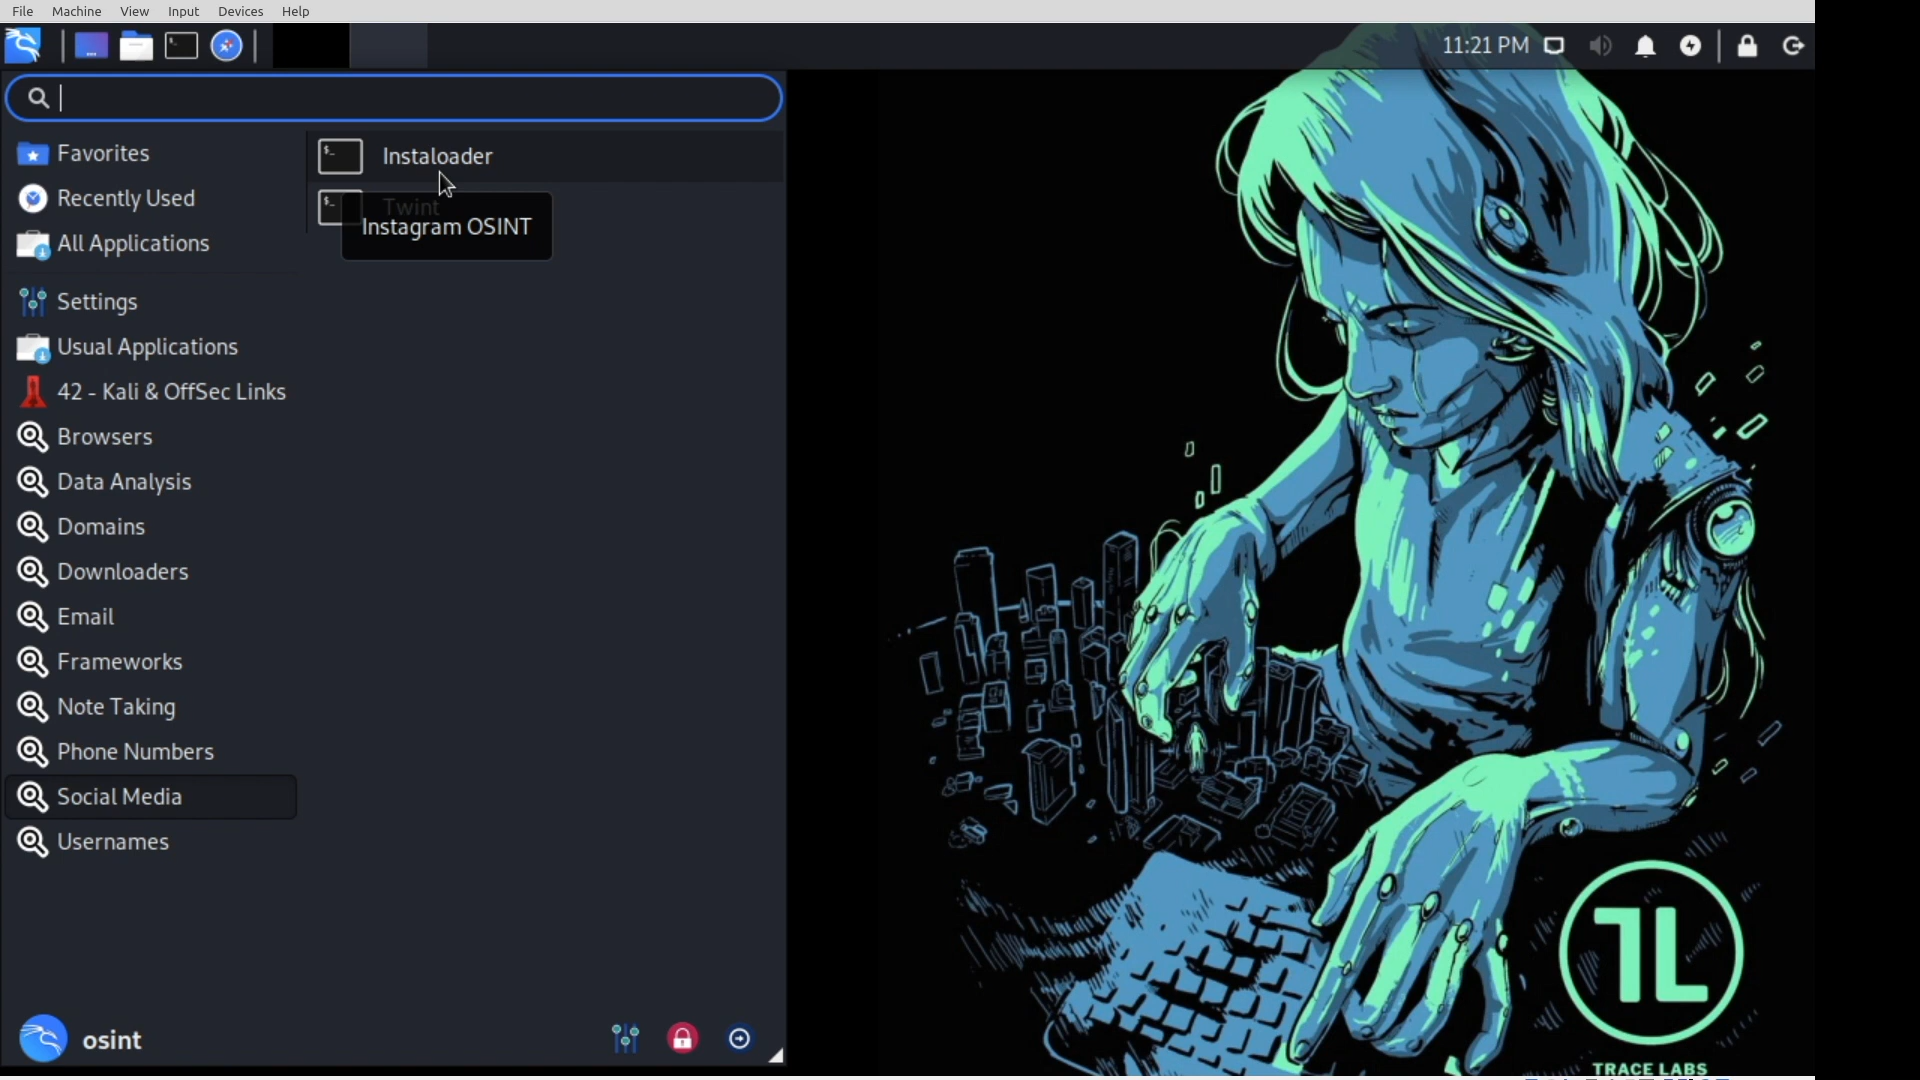 File Machine View Input Devices Help
11:21 PM
Favorites
Recently Used
All Applications
Settings
Usual Applications
42 - Kali & OffSec Links
Browsers
Data Analysis
Domains
Downloaders
Email
Frameworks
Note Taking
Phone Numbers
Social Media
Usernames
Instaloader
Twint
Instagram OSINT
osint
TL
TRACE LABS